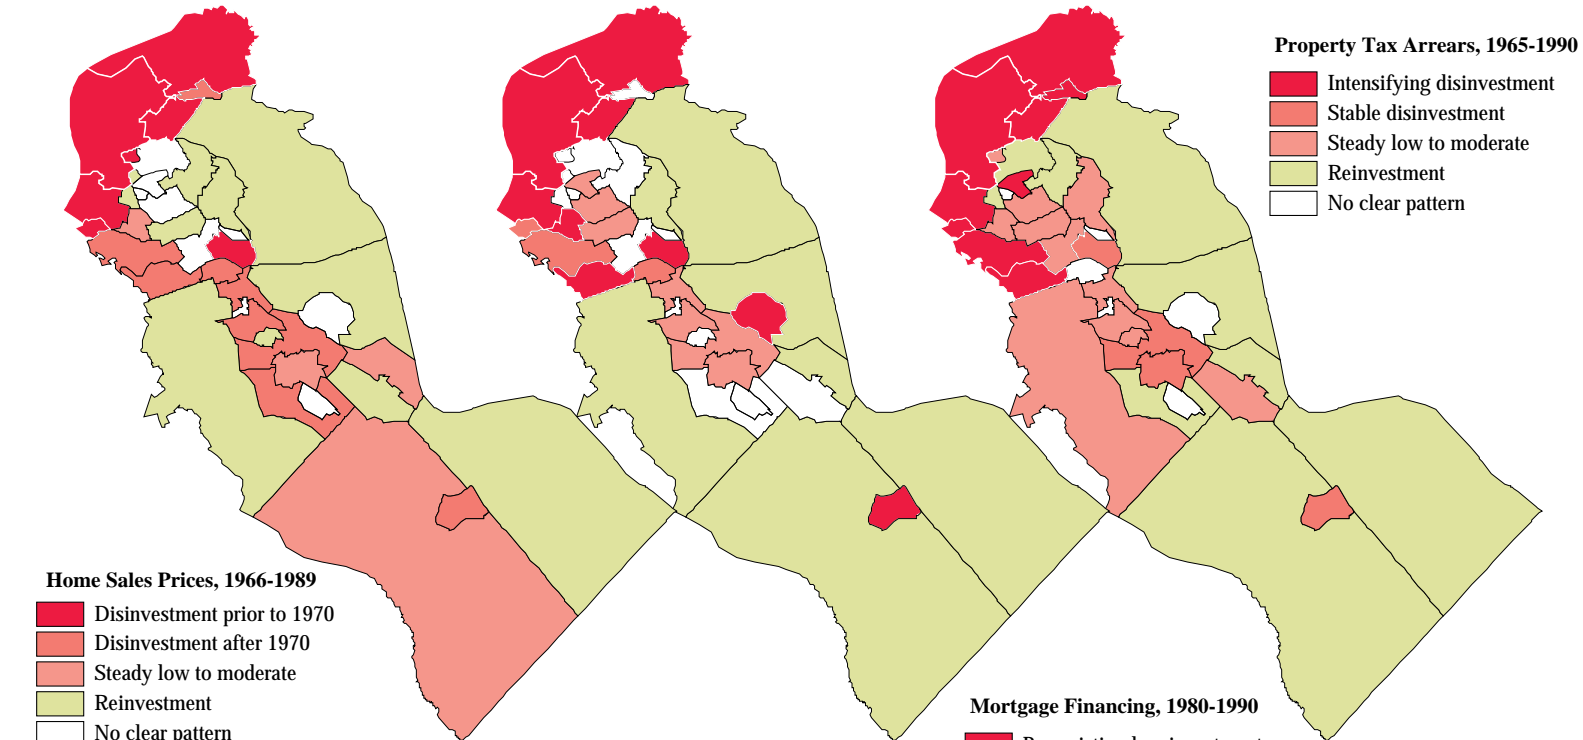 Property Tax Arrears, 1965-1990
Intensifying disinvestment
Stable disinvestment
Steady low to moderate
Reinvestment
No clear pattern
Home Sales Prices, 1966-1989
Disinvestment prior to 1970
Disinvestment after 1970
Steady low to moderate
Reinvestment
No clear pattern
Mortgage Financing, 1980-1990